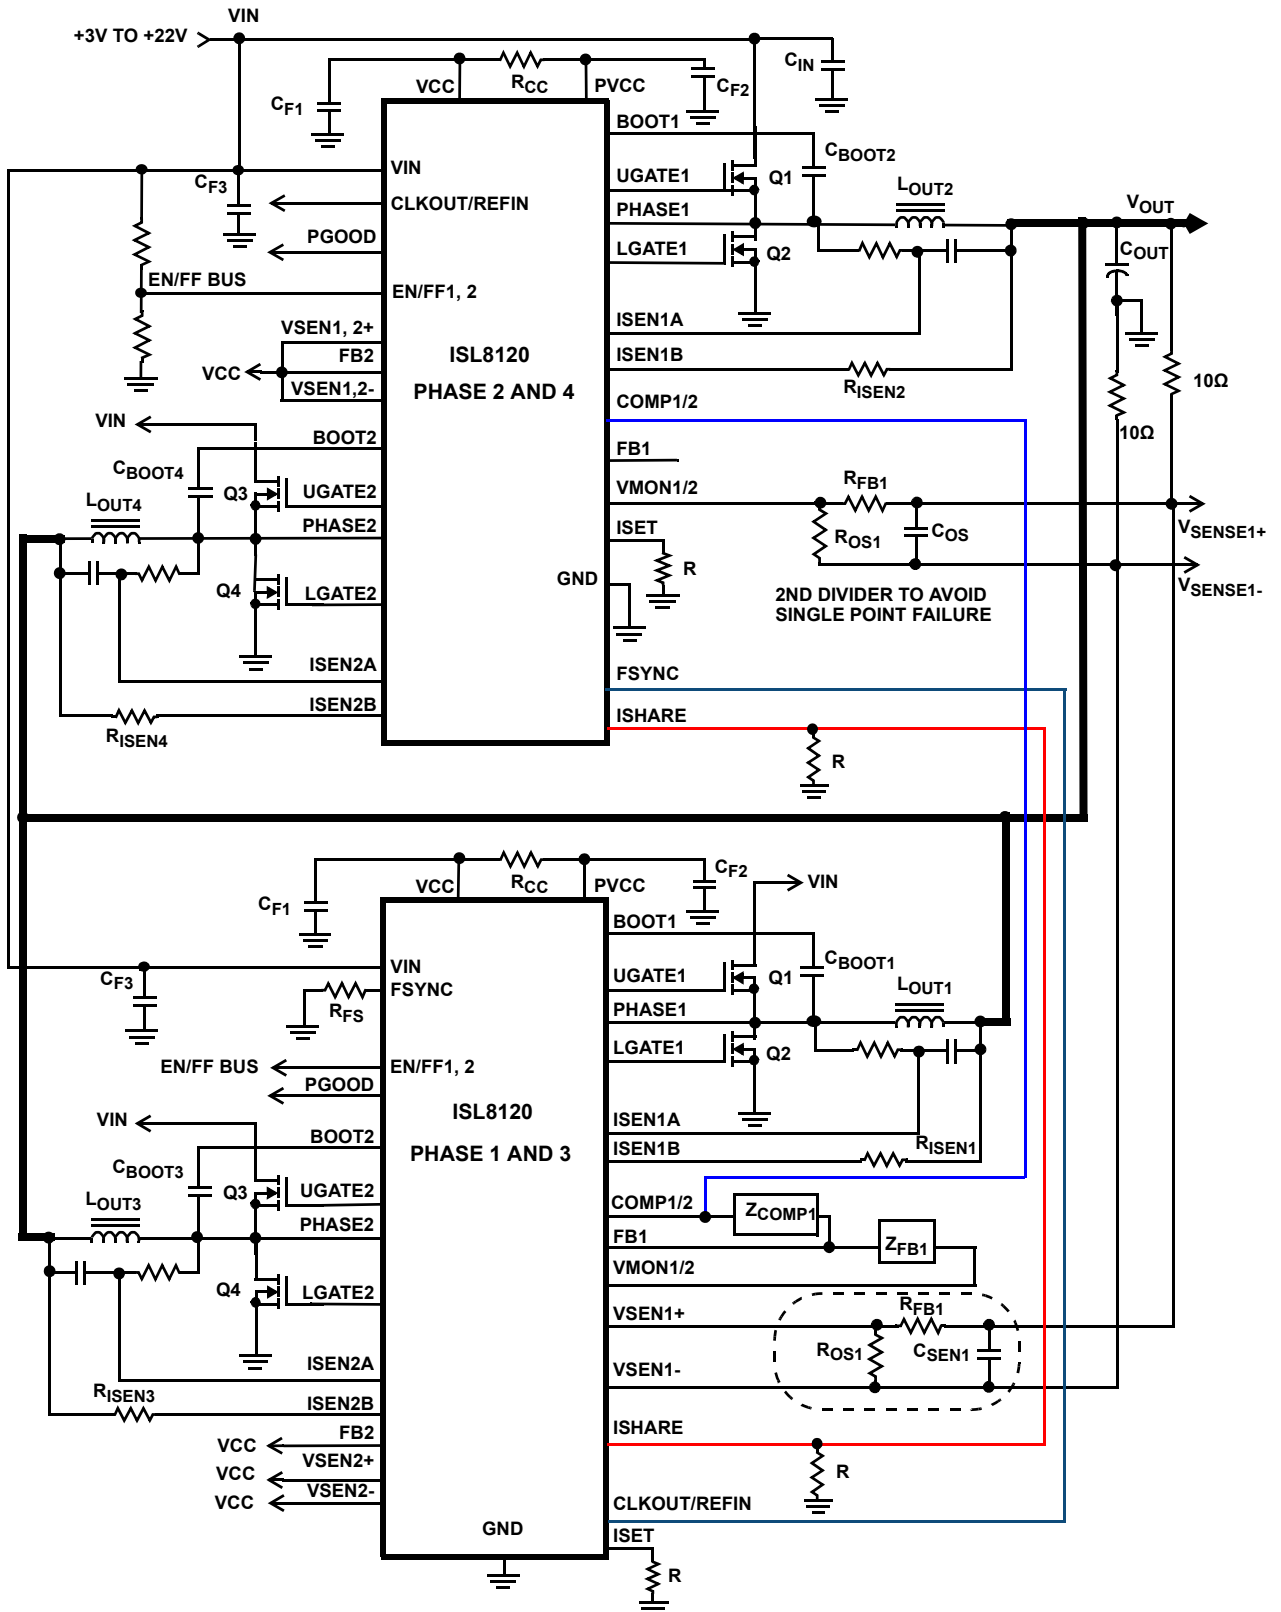 VIN
+3V TO +22V
CIN
VCC
RCC
PVCC
CF1
CF2
BOOT1
CBOOT2
VIN
CF3
UGATE1
Q1
LOUT2
CLKOUT/REFIN
PHASE1
VOUT
PGOOD
LGATE1
Q2
COUT
EN/FF BUS
EN/FF1, 2
VSEN1, 2+
ISEN1A
FB2
ISL8120
VCC
ISEN1B
VSEN1,2-
PHASE 2 AND 4
RISEN2
10Ω
COMP1/2
VIN
10Ω
BOOT2
FB1
CBOOT4
RFB1
Q3
UGATE2
VMON1/2
LOUT4
PHASE2
ISET
ROS1
COS
VSENSE1+
R
GND
Q4
LGATE2
VSENSE1-
2ND DIVIDER TO AVOID
SINGLE POINT FAILURE
ISEN2A
FSYNC
ISEN2B
ISHARE
RISEN4
R
VCC
RCC
PVCC
CF2
VIN
CF1
BOOT1
CBOOT1
VIN
CF3
UGATE1
Q1
LOUT1
FSYNC
RFS
PHASE1
LGATE1
Q2
EN/FF BUS
EN/FF1, 2
PGOOD
ISL8120
VIN
ISEN1A
BOOT2
PHASE 1 AND 3
ISEN1B
RISEN1
CBOOT3
Q3
UGATE2
COMP1/2
ZCOMP1
LOUT3
PHASE2
FB1
ZFB1
VMON1/2
Q4
LGATE2
RFB1
VSEN1+
ROS1
CSEN1
ISEN2A
VSEN1-
RISEN3
ISEN2B
FB2
ISHARE
VCC
VSEN2+
VCC
R
VSEN2-
VCC
CLKOUT/REFIN
GND
ISET
R